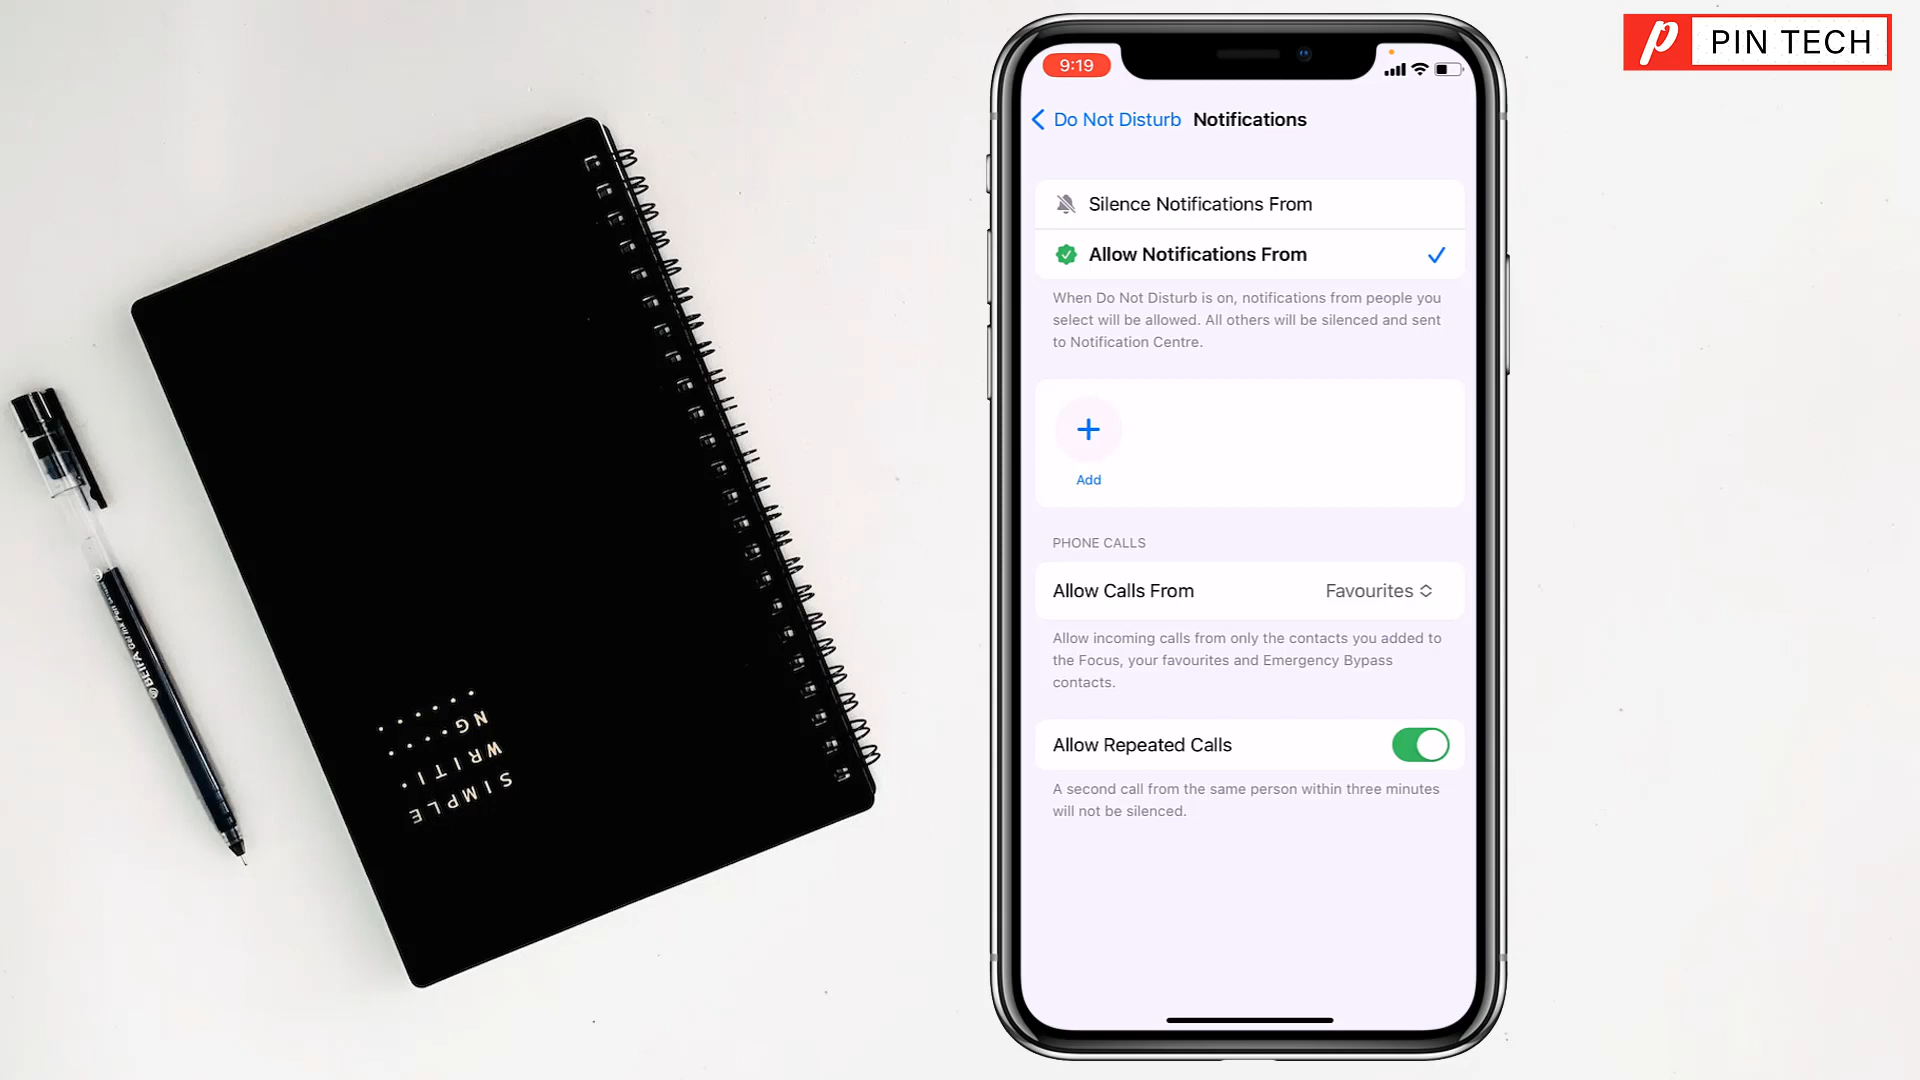 PIN TECH
9:19
Do Not Disturb Notifications
Silence Notifications From
Allow Notifications From
When Do Not Disturb is on, notifications from people you
select will be allowed. All others will be silenced and sent
to Notification Centre.
Add
PHONE CALLS
Allow Calls From Favourites
Allow incoming calls from only the contacts you added to
the Focus, your favourites and Emergency Bypass
contacts.
Allow Repeated Calls
A second call from the same person within three minutes
will not be silenced.
SIMPLE
WRITI
NG
BEIFA Gel Ink Pen